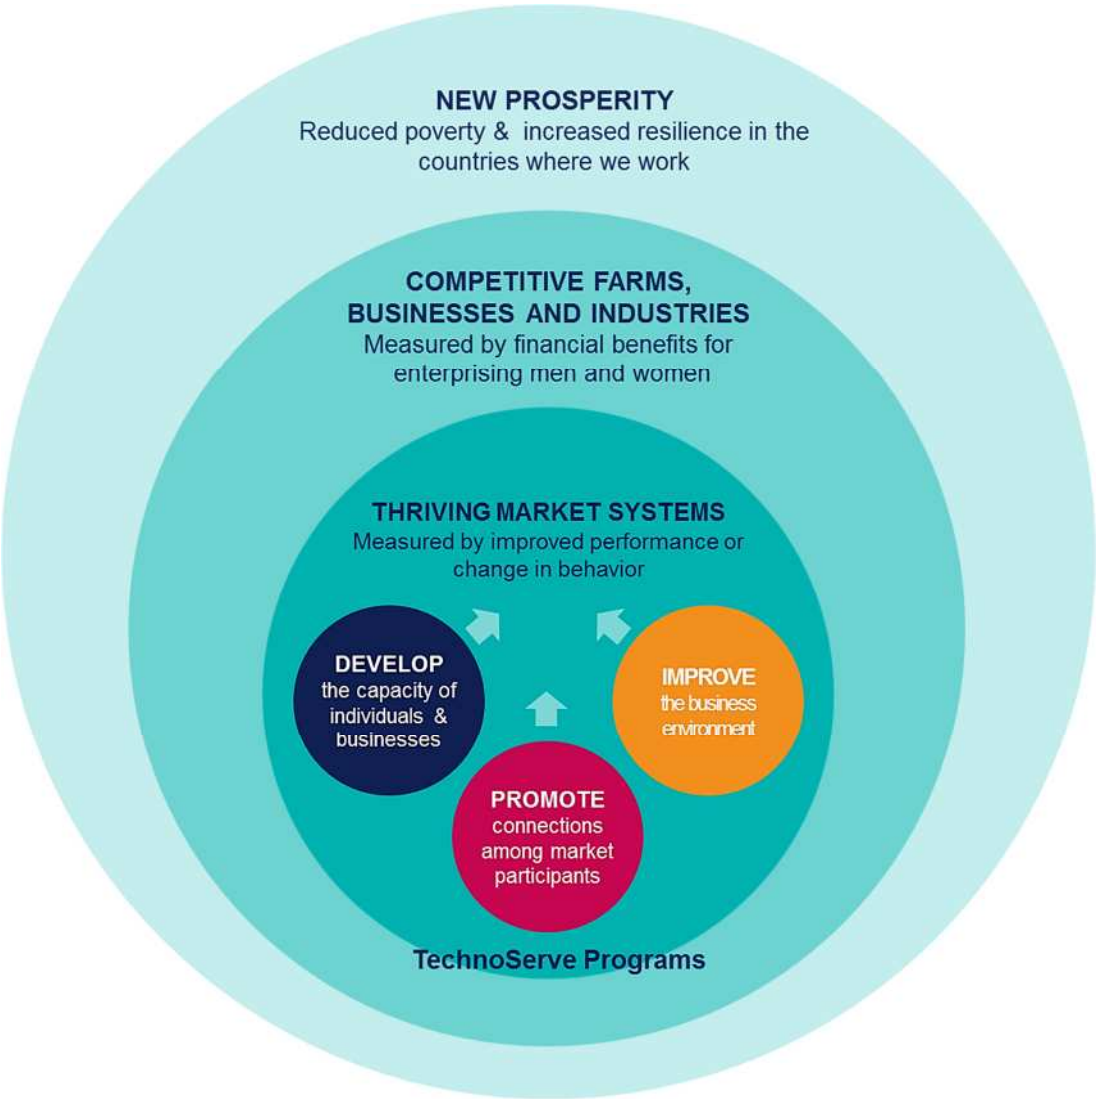 NEW PROSPERITY
Reduced poverty & increased resilience in the
countries where we work
COMPETITIVE FARMS,
BUSINESSES AND INDUSTRIES
Measured by financial benefits for
enterprising men and women
THRIVING MARKET SYSTEMS
Measured by improved performance or
change in behavior
DEVELOP
the capacity of
individuals &
businesses
IMPROVE
the business
environment
PROMOTE
connections
among market
participants
TechnoServe Programs